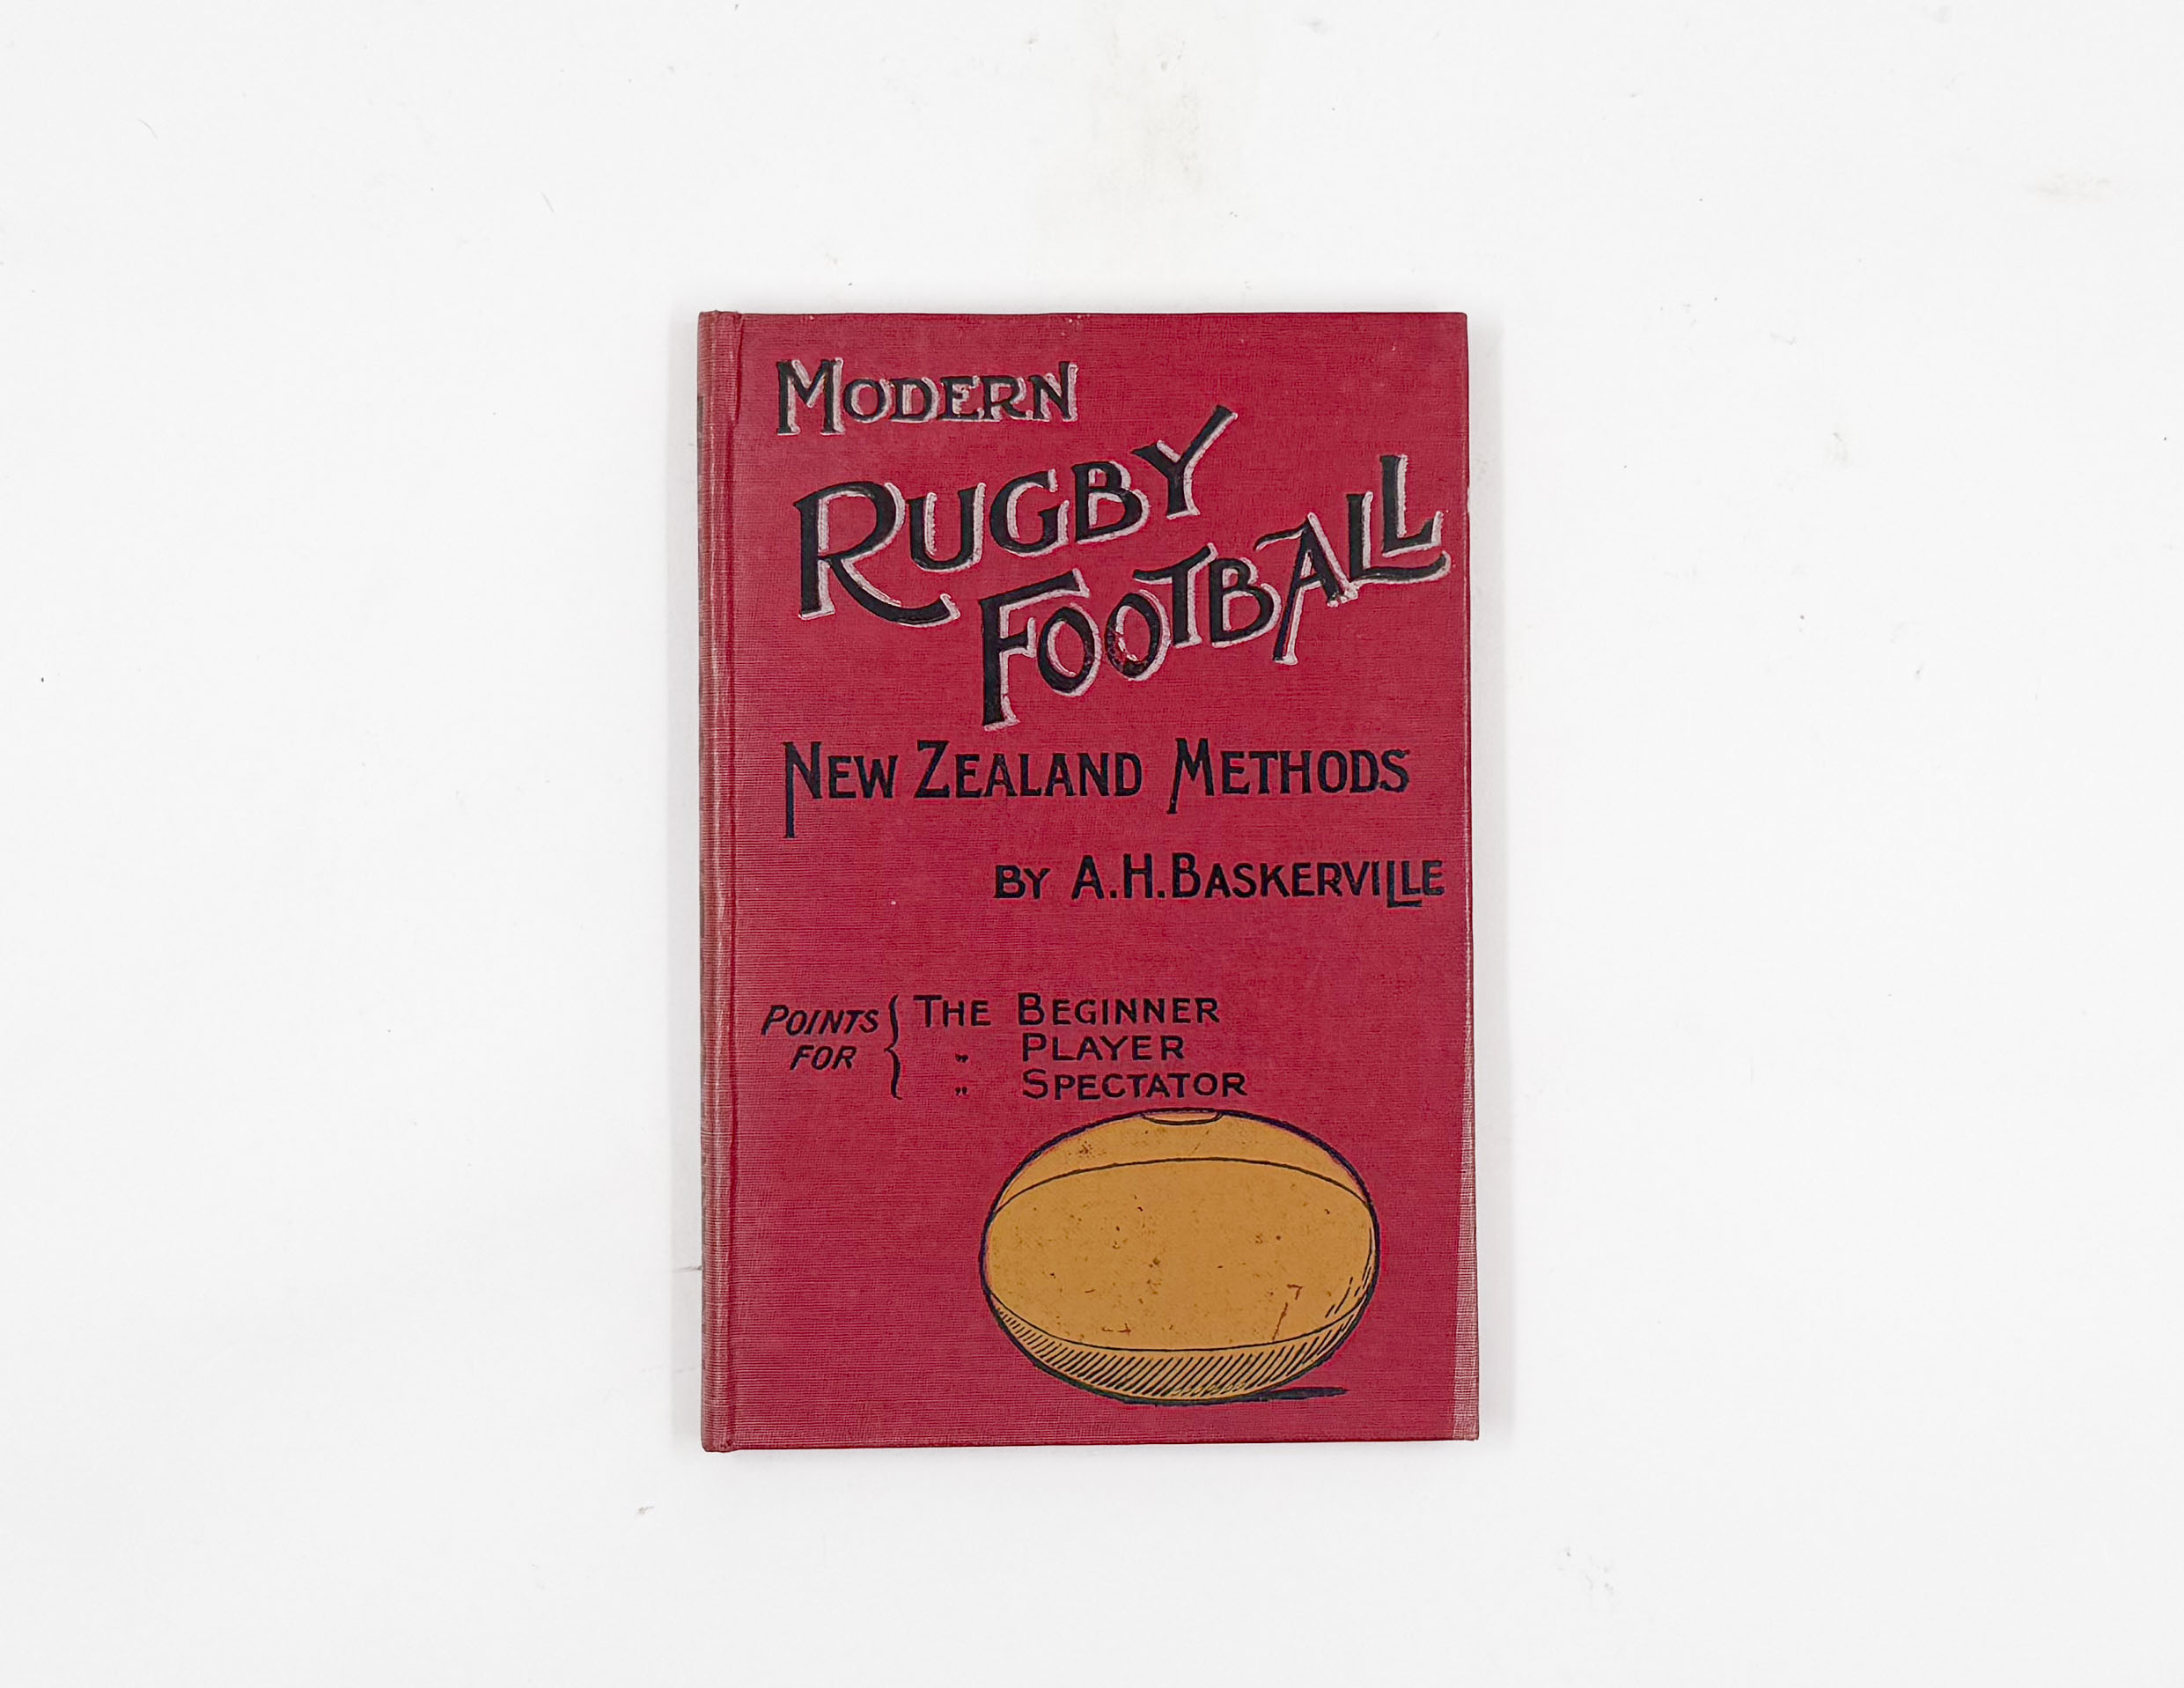 MODERN
RUGBY
FOOTBALL
NEW ZEALAND METHODS
BY A.H. BASKERVILLE
POINTS FOR { THE BEGINNER
„ PLAYER
„ SPECTATOR